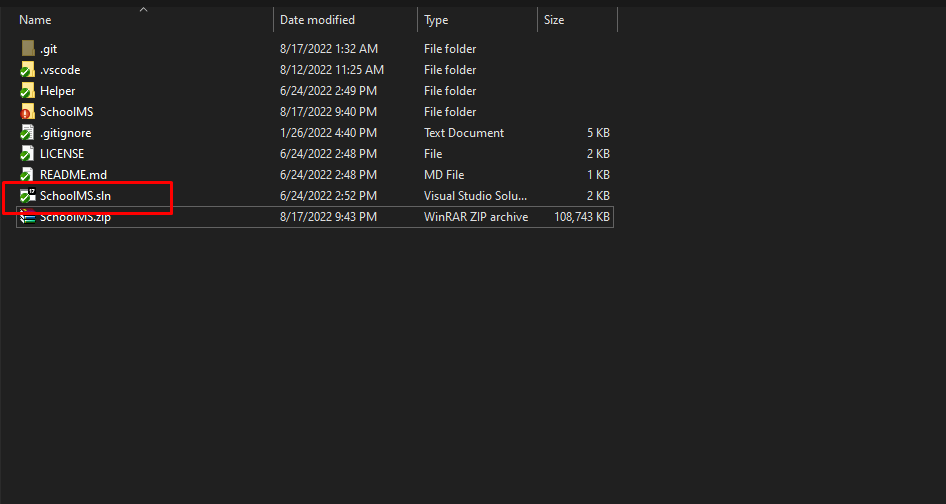 Name Date modified Type Size
.git 8/17/2022 1:32 AM File folder
.vscode 8/12/2022 11:25 AM File folder
Helper 6/24/2022 2:49 PM File folder
SchoolMS 8/17/2022 9:40 PM File folder
.gitignore 1/26/2022 4:40 PM Text Document 5 KB
LICENSE 6/24/2022 2:48 PM File 2 KB
README.md 6/24/2022 2:48 PM MD File 1 KB
SchoolMS.sln 6/24/2022 2:52 PM Visual Studio Solu... 2 KB
SchoolMS.zip 8/17/2022 9:43 PM WinRAR ZIP archive 108,743 KB